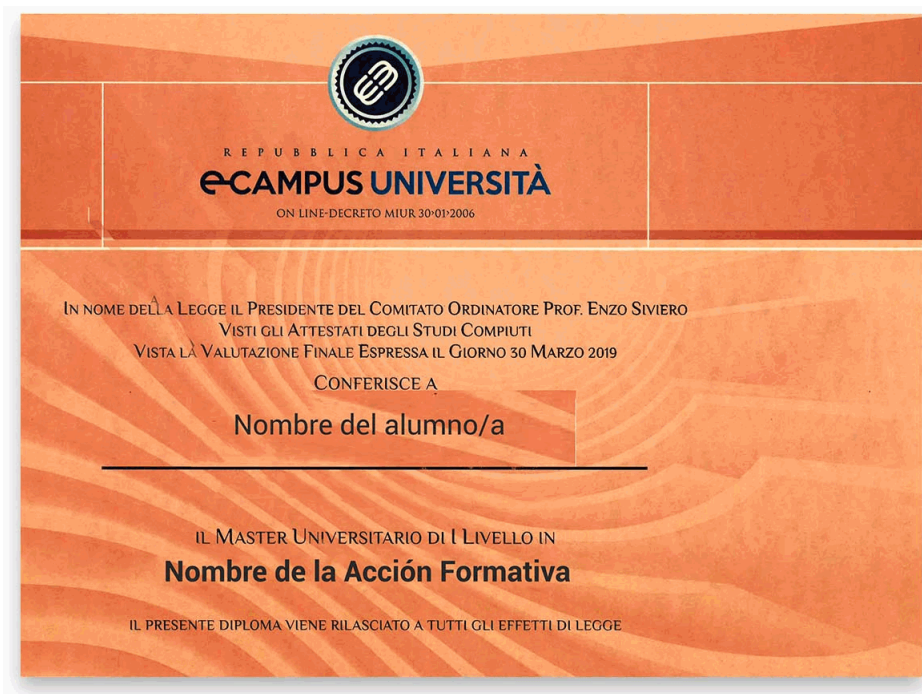 REPUBBLICA ITALIANA
eCAMPUS UNIVERSITÀ
ON LINE-DECRETO MIUR 30·01·2006
IN NOME DELLA LEGGE IL PRESIDENTE DEL COMITATO ORDINATORE PROF. ENZO SIVIERO
VISTI GLI ATTESTATI DEGLI STUDI COMPIUTI
VISTA LA VALUTAZIONE FINALE ESPRESSA IL GIORNO 30 MARZO 2019
CONFERISCE A
Nombre del alumno/a
IL MASTER UNIVERSITARIO DI I LIVELLO IN
Nombre de la Acción Formativa
IL PRESENTE DIPLOMA VIENE RILASCIATO A TUTTI GLI EFFETTI DI LEGGE